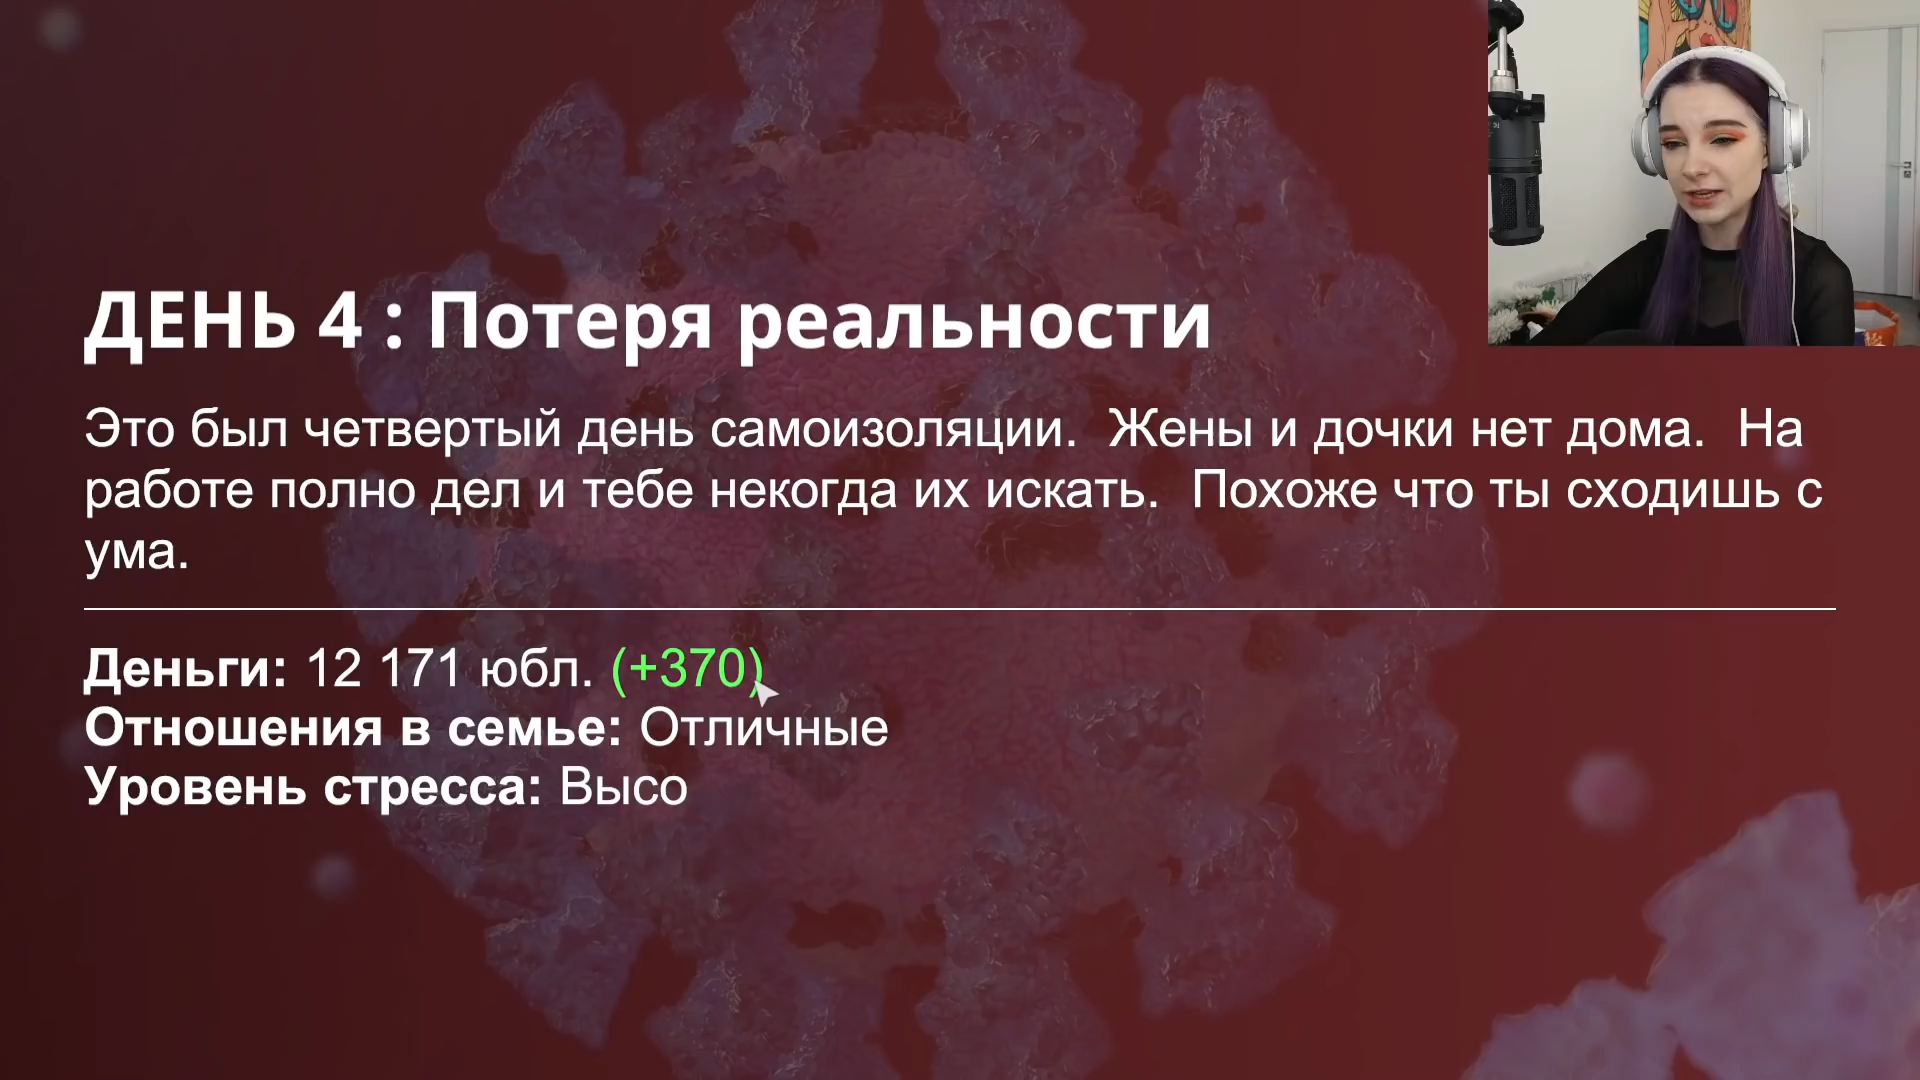 ДЕНЬ 4 : Потеря реальности
Это был четвертый день самоизоляции.  Жены и дочки нет дома.  На
работе полно дел и тебе некогда их искать.  Похоже что ты сходишь с
ума.
Деньги: 12 171 юбл. (+370)
Отношения в семье: Отличные
Уровень стресса: Высо